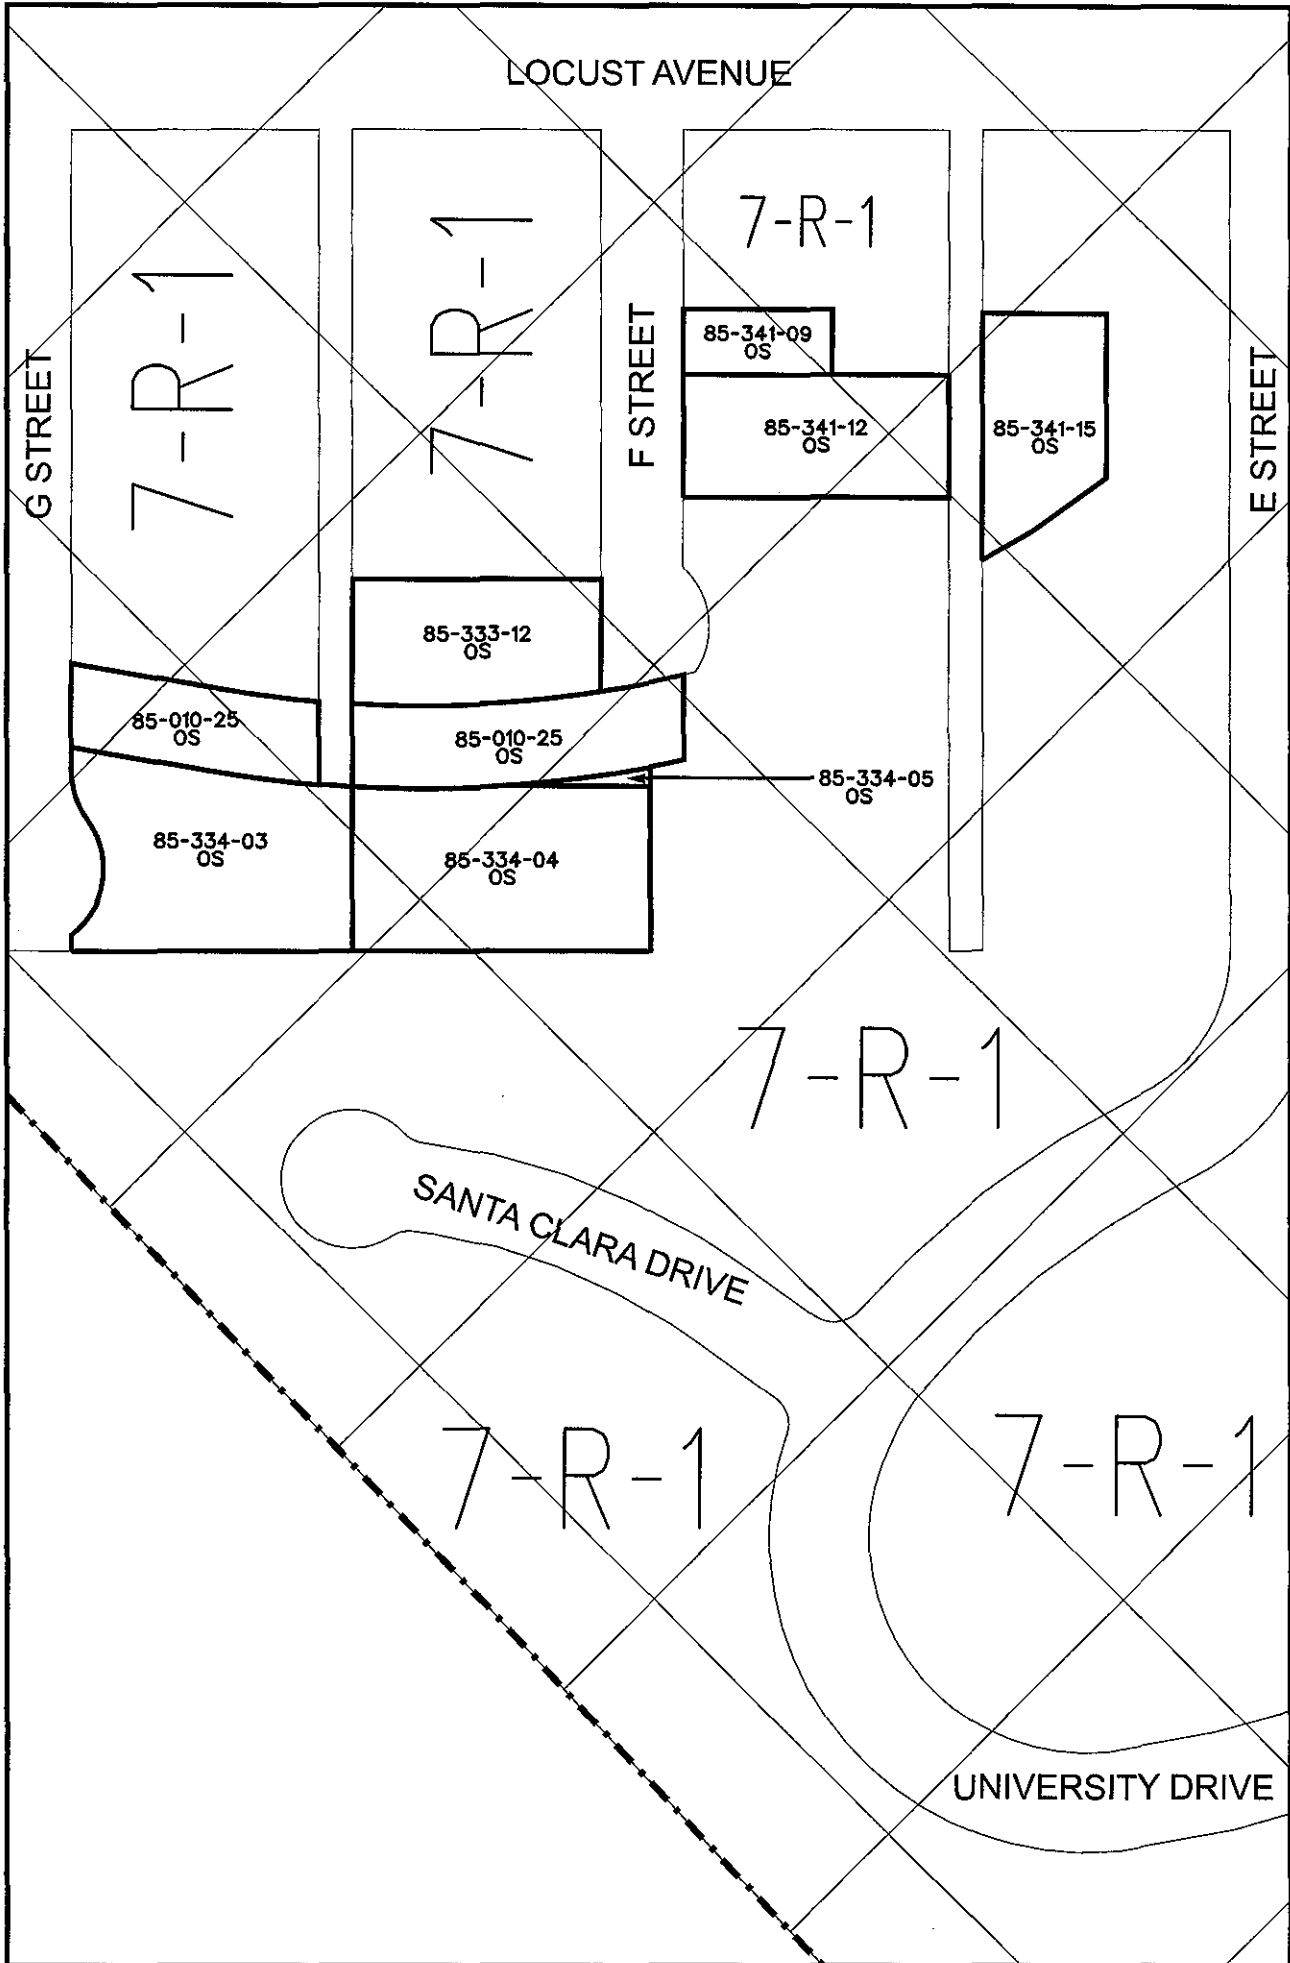 LOCUST AVENUE
7-R-1
7-R-1
7-R-1
G STREET
F STREET
E STREET
85-341-09
OS
85-341-12
OS
85-341-15
OS
85-333-12
OS
85-010-25
OS
85-010-25
OS
85-334-05
OS
85-334-03
OS
85-334-04
OS
7-R-1
SANTA CLARA DRIVE
7-R-1
7-R-1
UNIVERSITY DRIVE